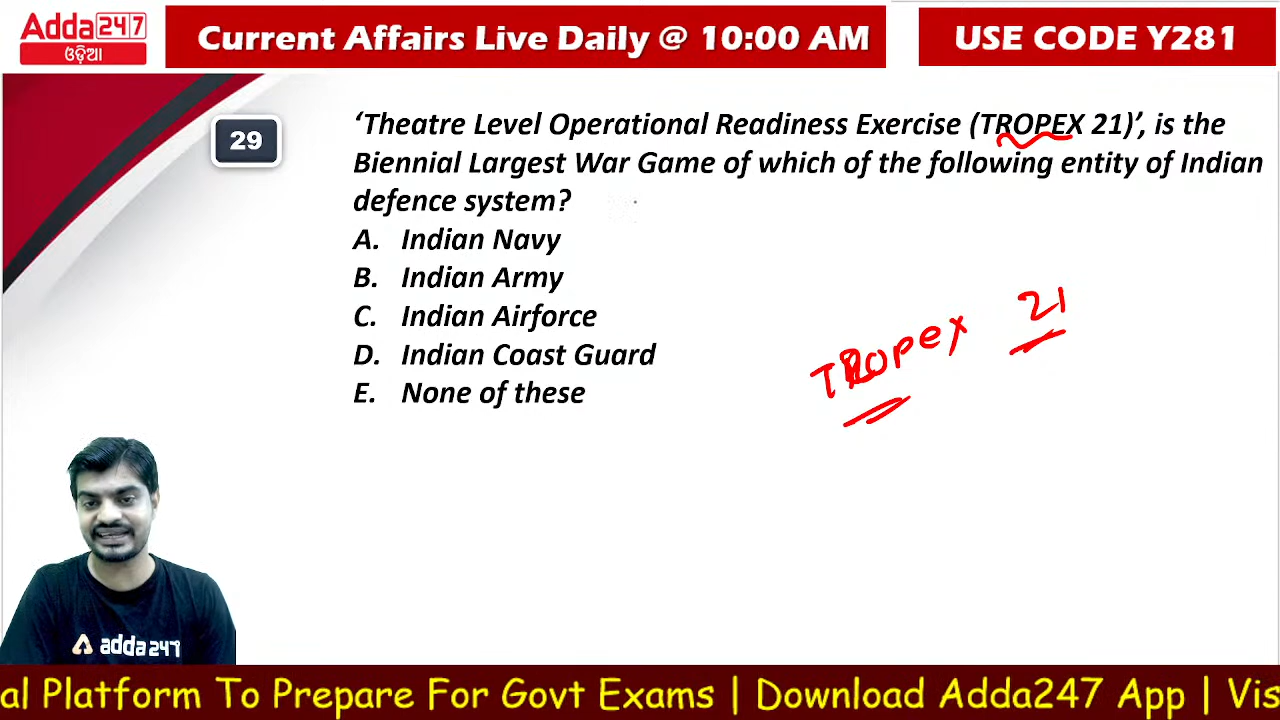 Adda247
ଓଡ଼ିଆ
Current Affairs Live Daily @ 10:00 AM
USE CODE Y281
29
‘Theatre Level Operational Readiness Exercise (TROPEX 21)’, is the
Biennial Largest War Game of which of the following entity of Indian
defence system?
A. Indian Navy
B. Indian Army
C. Indian Airforce
D. Indian Coast Guard
E. None of these
TROPEX 21
adda247
al Platform To Prepare For Govt Exams | Download Adda247 App | Vis